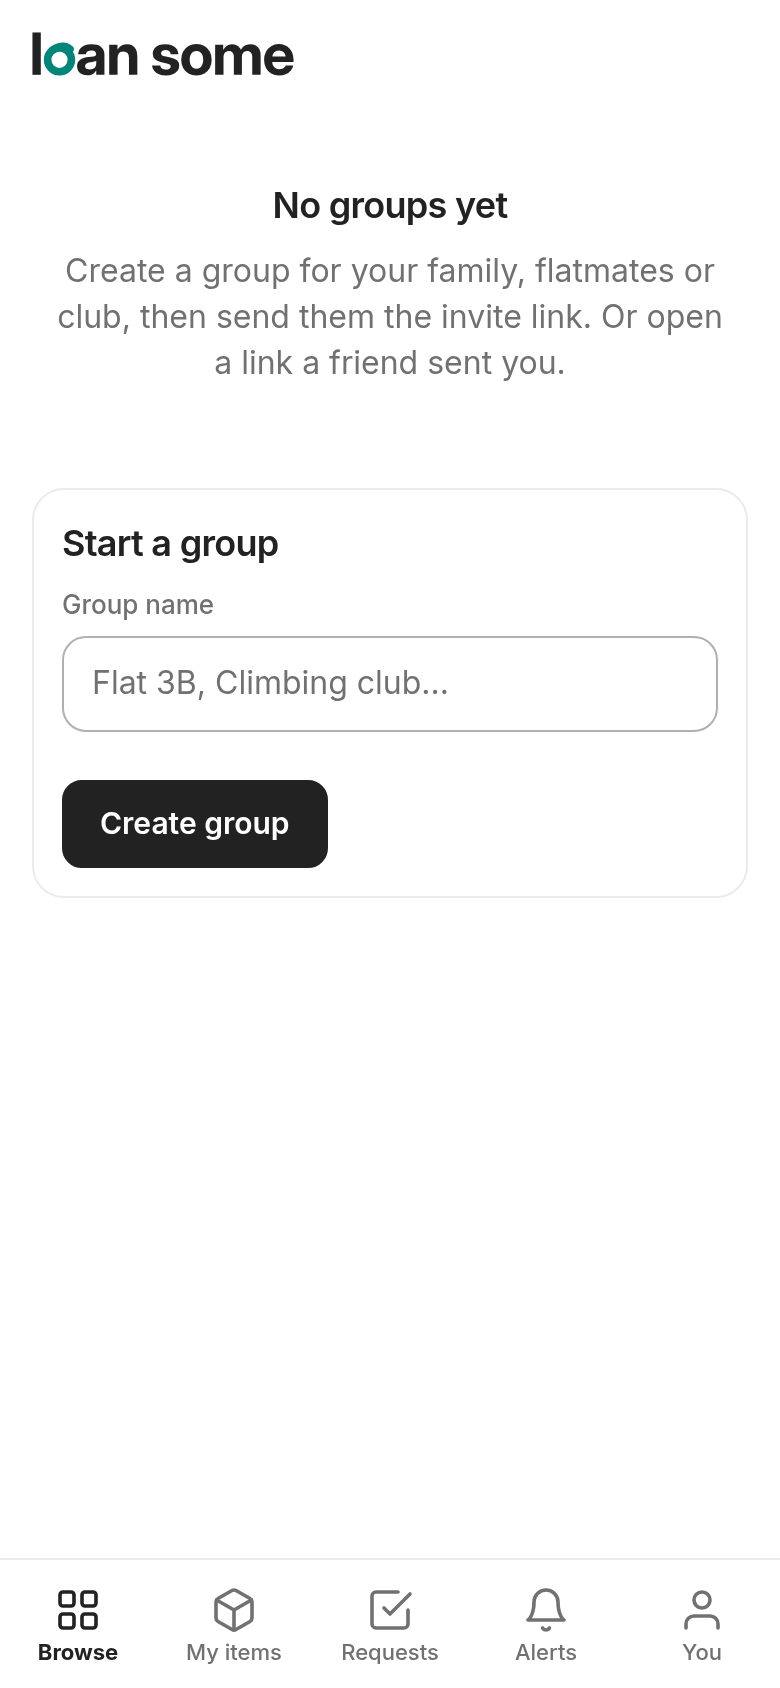 loan some
No groups yet
Create a group for your family, flatmates or
club, then send them the invite link. Or open
a link a friend sent you.
Start a group
Group name
Flat 3B, Climbing club...
Create group
Browse
My items
Requests
Alerts
You